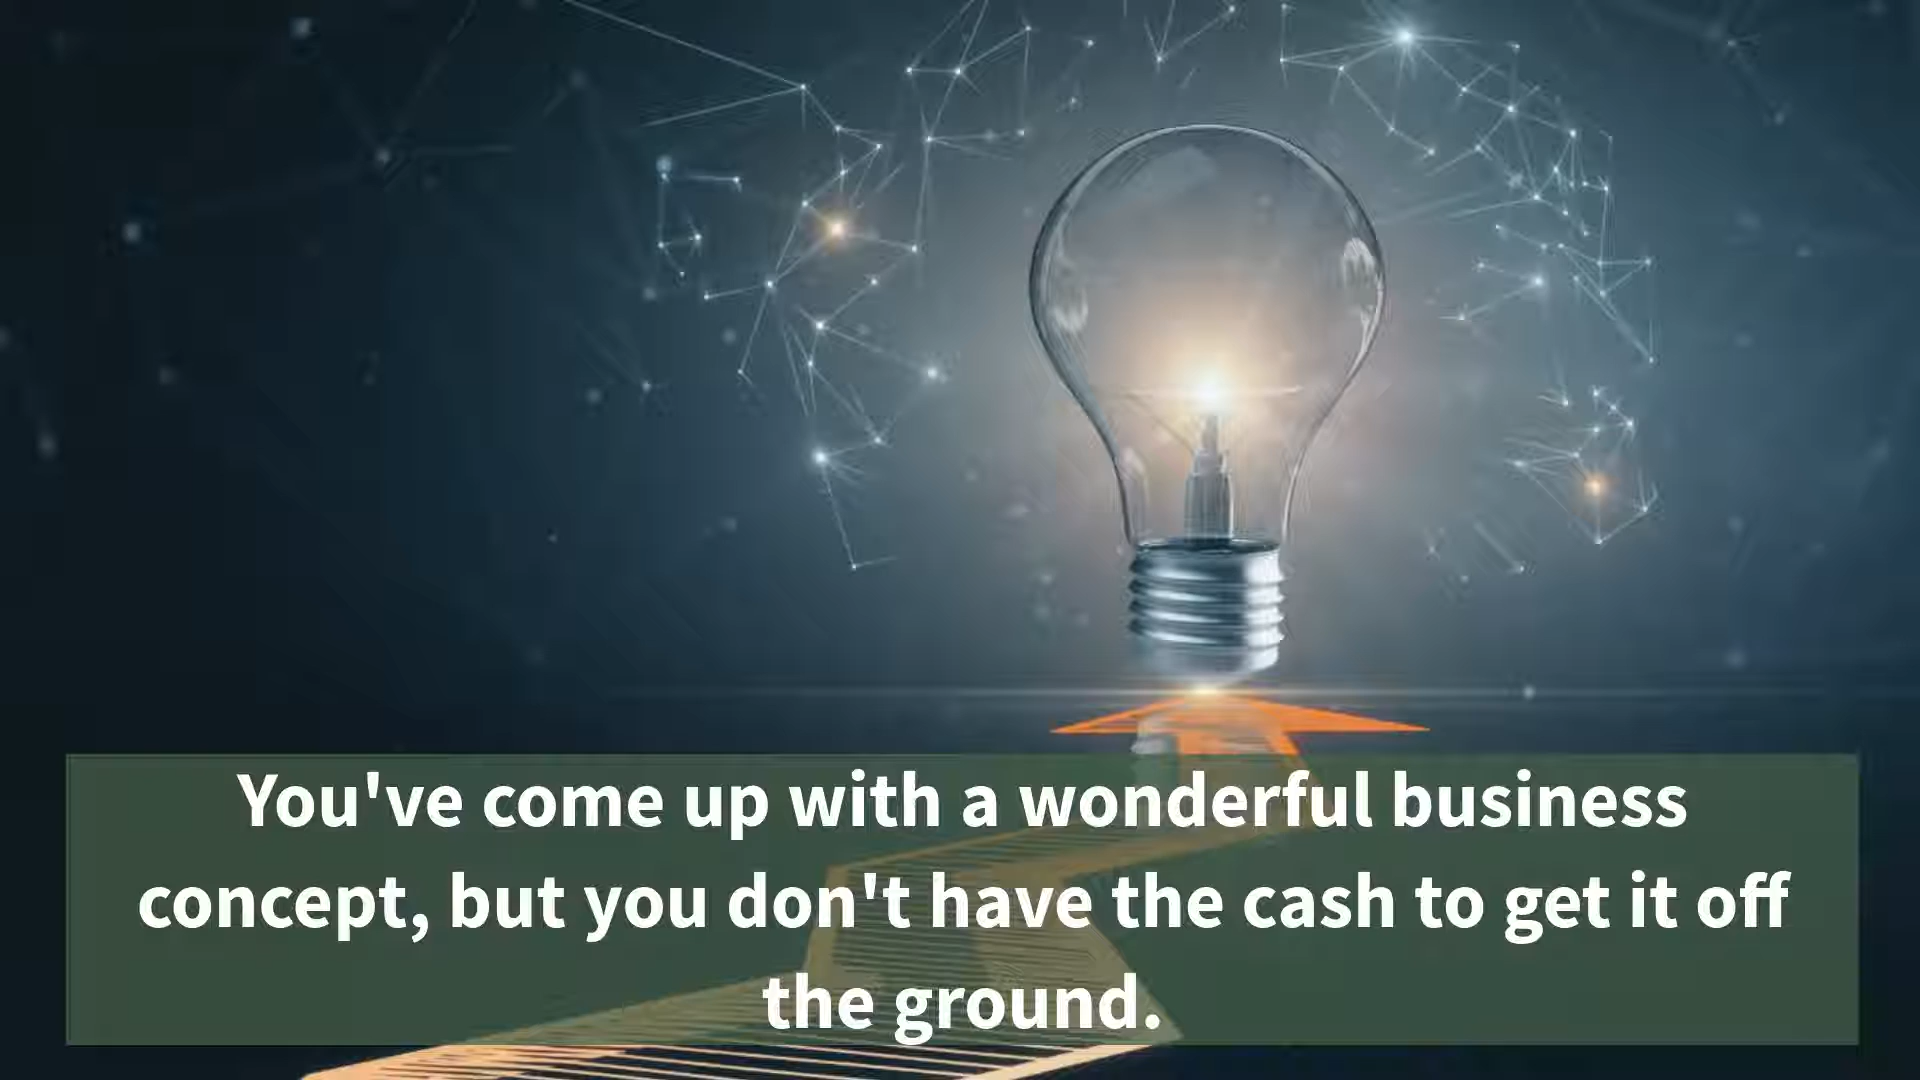 You've come up with a wonderful business
concept, but you don't have the cash to get it off
the ground.